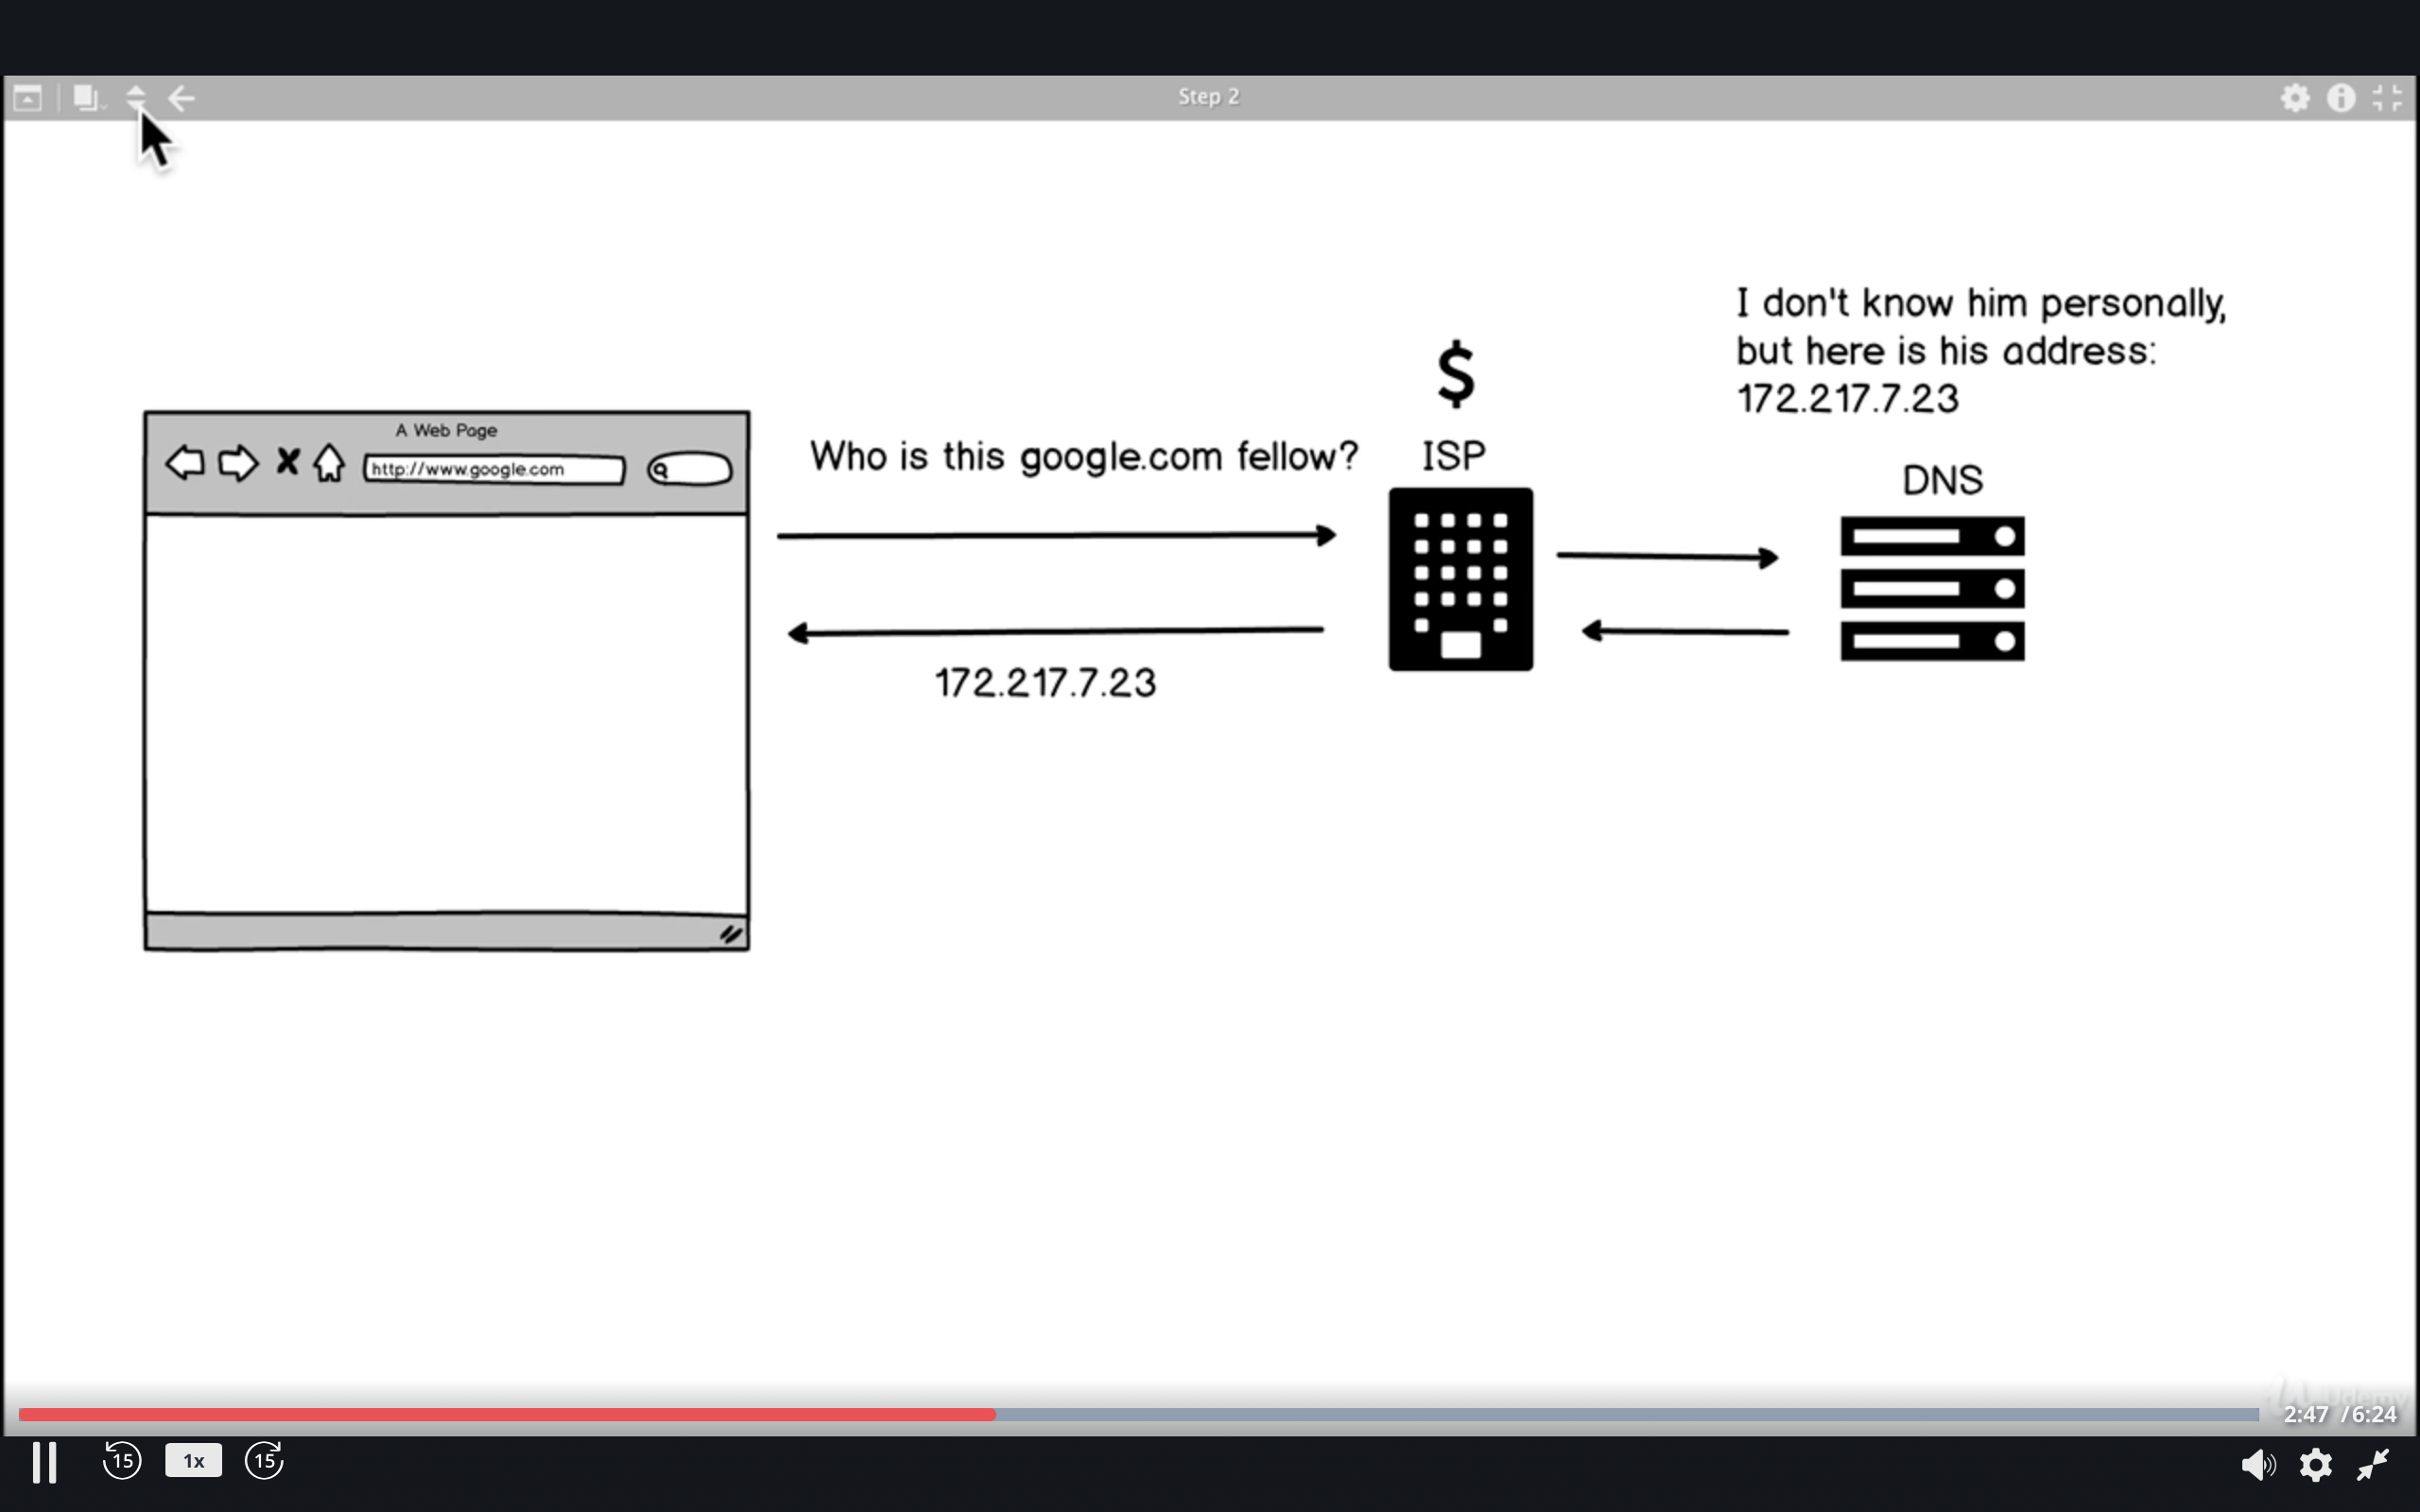 Step 2
I don't know him personally,
but here is his address:
172.217.7.23
$
A Web Page
http://www.google.com
Who is this google.com fellow?
ISP
DNS
172.217.7.23
Udemy
2:47 / 6:24
15
1x
15